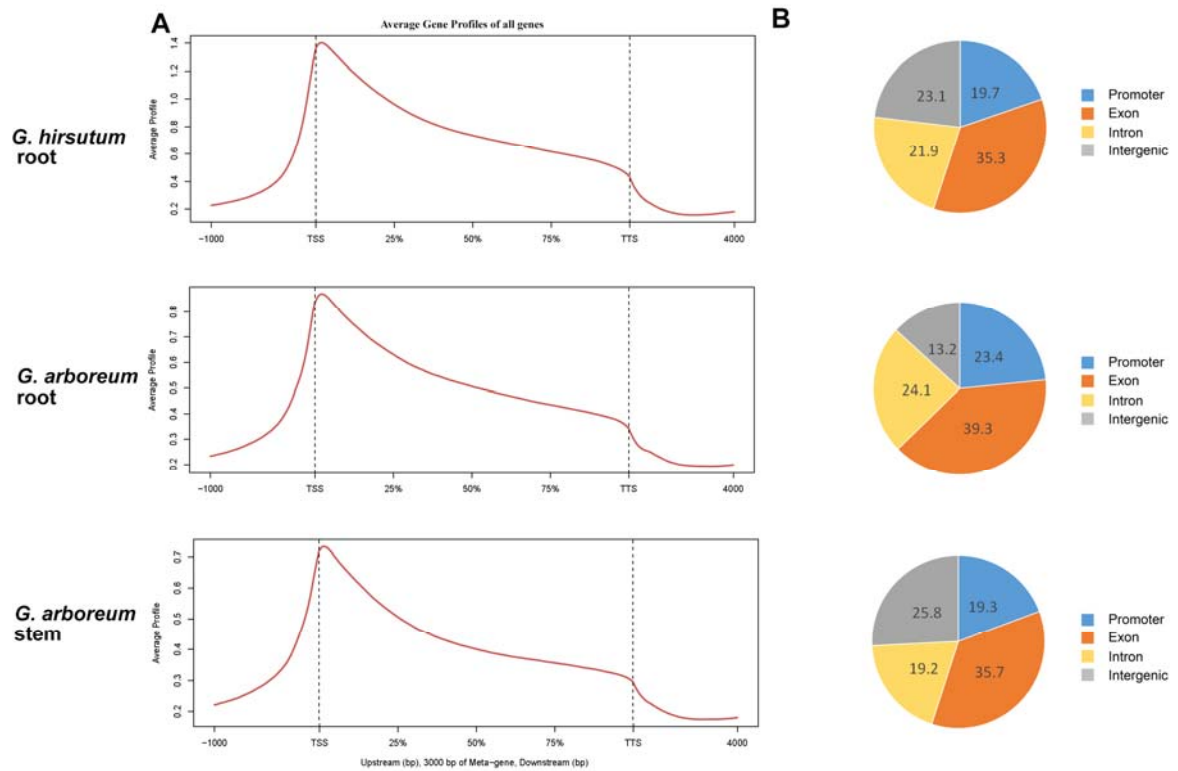 A
Average Gene Profiles of all genes
B
G. hirsutum
root
Average Profile
0.2 0.4 0.6 0.8 1.0 1.2 1.4
−1000 TSS 25% 50% 75% TTS 4000
23.1 19.7
21.9 35.3
Promoter
Exon
Intron
Intergenic
G. arboreum
root
Average Profile
0.2 0.3 0.4 0.5 0.6 0.7 0.8
−1000 TSS 25% 50% 75% TTS 4000
13.2 23.4
24.1 39.3
Promoter
Exon
Intron
Intergenic
G. arboreum
stem
Average Profile
0.2 0.3 0.4 0.5 0.6 0.7
−1000 TSS 25% 50% 75% TTS 4000
Upstream (bp), 3000 bp of Meta−gene, Downstream (bp)
25.8 19.3
19.2 35.7
Promoter
Exon
Intron
Intergenic